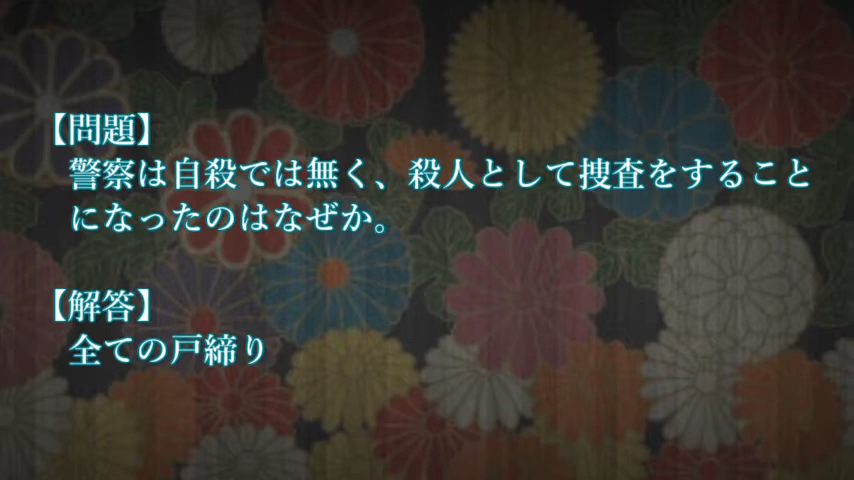 【問題】
警察は自殺では無く、殺人として捜査をすること
になったのはなぜか。
【解答】
全ての戸締り